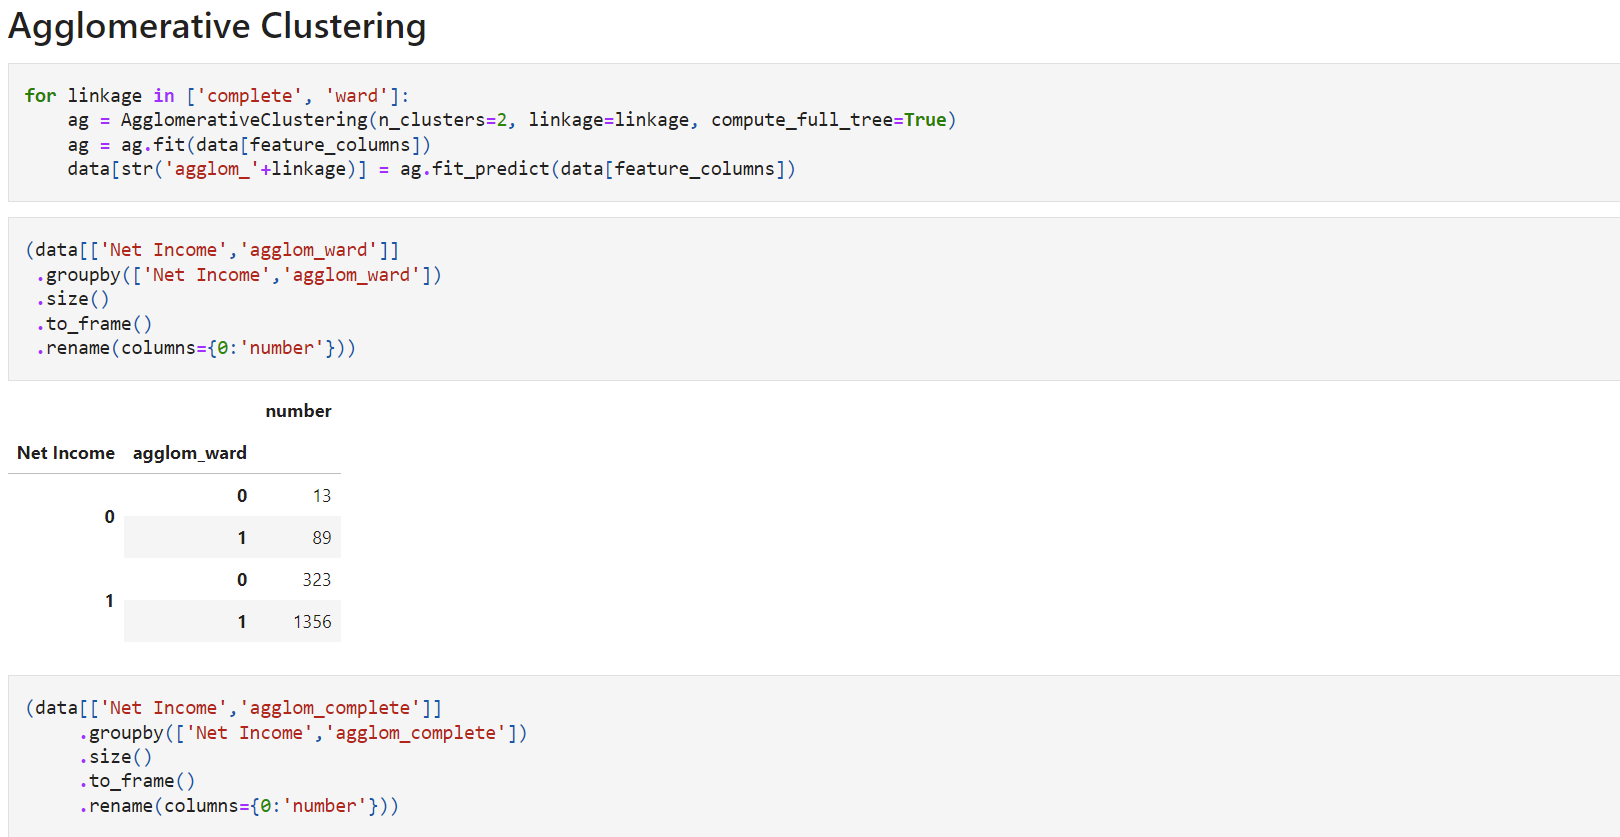 Agglomerative Clustering
for linkage in ['complete', 'ward']:
    ag = AgglomerativeClustering(n_clusters=2, linkage=linkage, compute_full_tree=True)
    ag = ag.fit(data[feature_columns])
    data[str('agglom_'+linkage)] = ag.fit_predict(data[feature_columns])
(data[['Net Income','agglom_ward']]
 .groupby(['Net Income','agglom_ward'])
 .size()
 .to_frame()
 .rename(columns={0:'number'}))
number
Net Income agglom_ward
0 0 13
1 89
1 0 323
1 1356
(data[['Net Income','agglom_complete']]
     .groupby(['Net Income','agglom_complete'])
     .size()
     .to_frame()
     .rename(columns={0:'number'}))